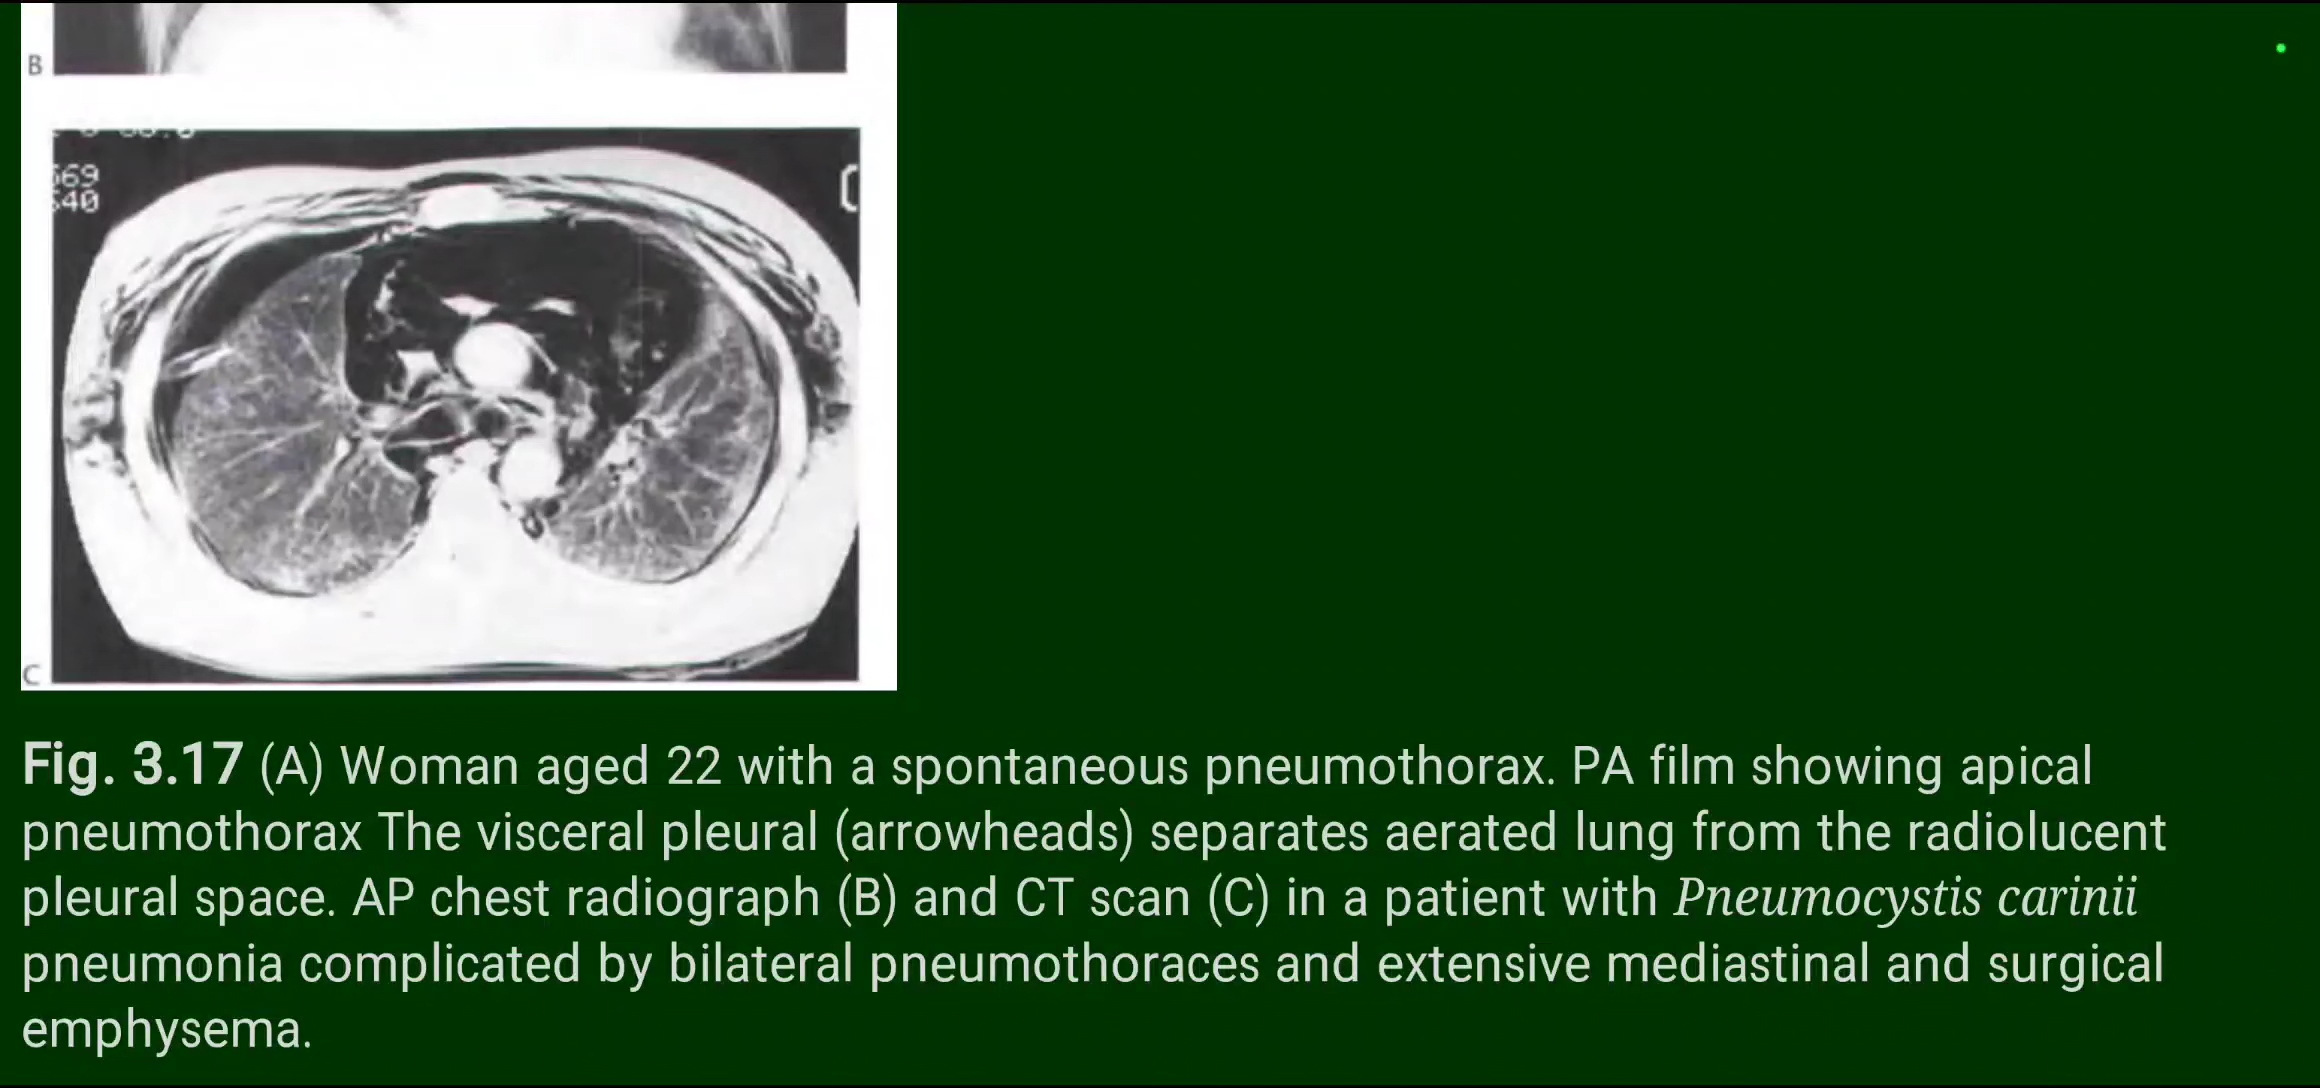 B
569
540
C
Fig. 3.17 (A) Woman aged 22 with a spontaneous pneumothorax. PA film showing apical
pneumothorax The visceral pleural (arrowheads) separates aerated lung from the radiolucent
pleural space. AP chest radiograph (B) and CT scan (C) in a patient with Pneumocystis carinii
pneumonia complicated by bilateral pneumothoraces and extensive mediastinal and surgical
emphysema.